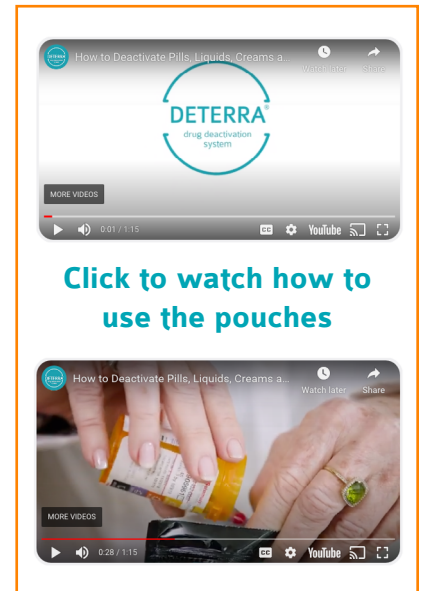 How to Deactivate Pills, Liquids, Creams a...
Watch later
Share
DETERRA®
drug deactivation
system
MORE VIDEOS
0:01 / 1:15
CC
YouTube
Click to watch how to
use the pouches
How to Deactivate Pills, Liquids, Creams a...
Watch later
Share
MORE VIDEOS
0:28 / 1:15
CC
YouTube